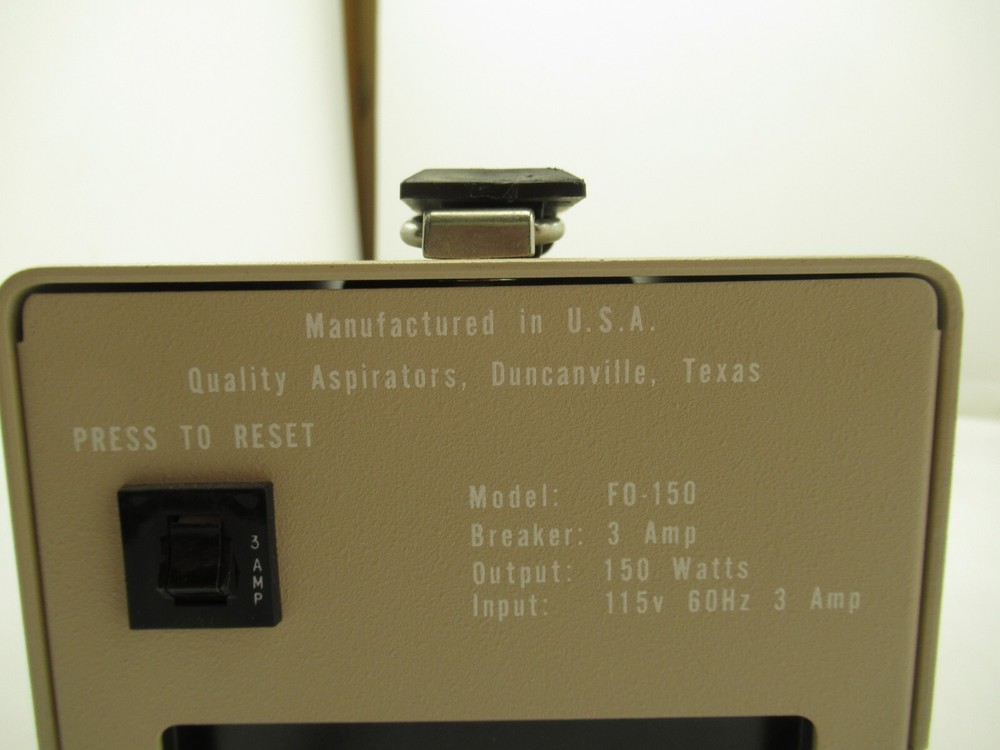 Manufactured in U.S.A.
Quality Aspirators, Duncanville, Texas
PRESS TO RESET
3 AMP
Model: FO-150
Breaker: 3 Amp
Output: 150 Watts
Input: 115v 60Hz 3 Amp